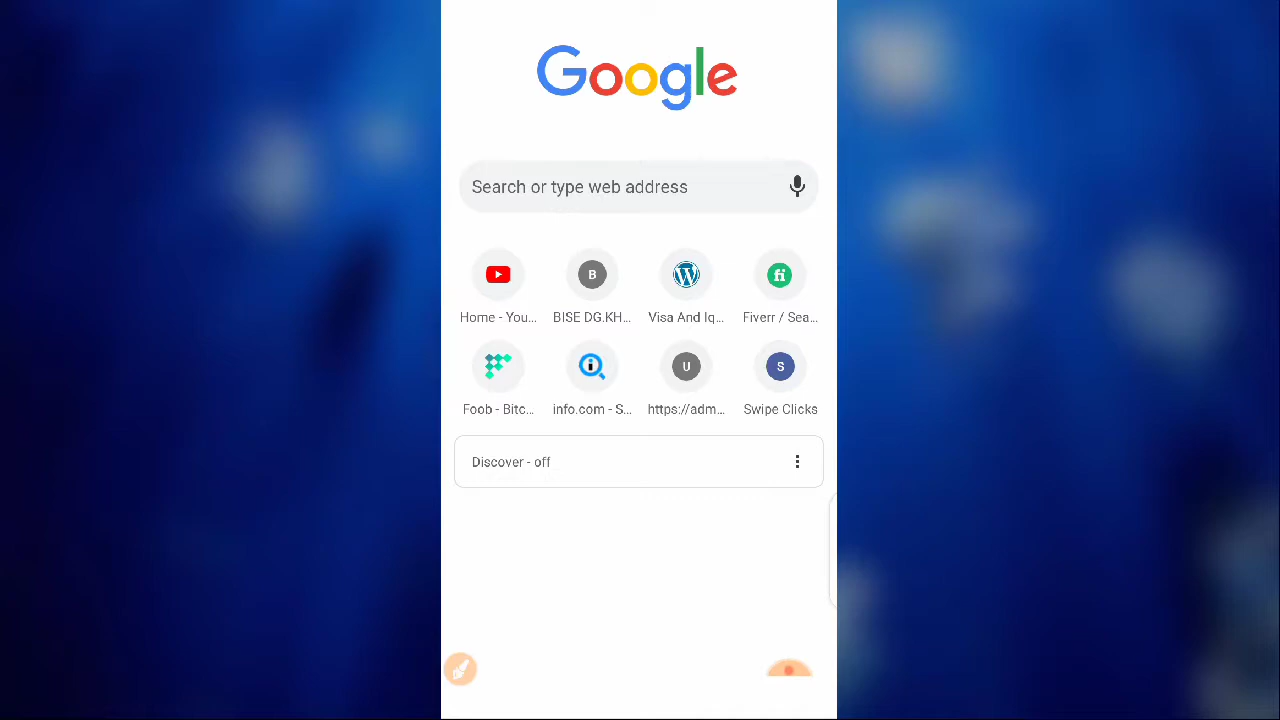 Google
Search or type web address
B
fi
Home - You...
BISE DG.KH...
Visa And Iq...
Fiverr / Sea...
U
S
Foob - Bitc...
info.com - S...
https://adm...
Swipe Clicks
Discover - off